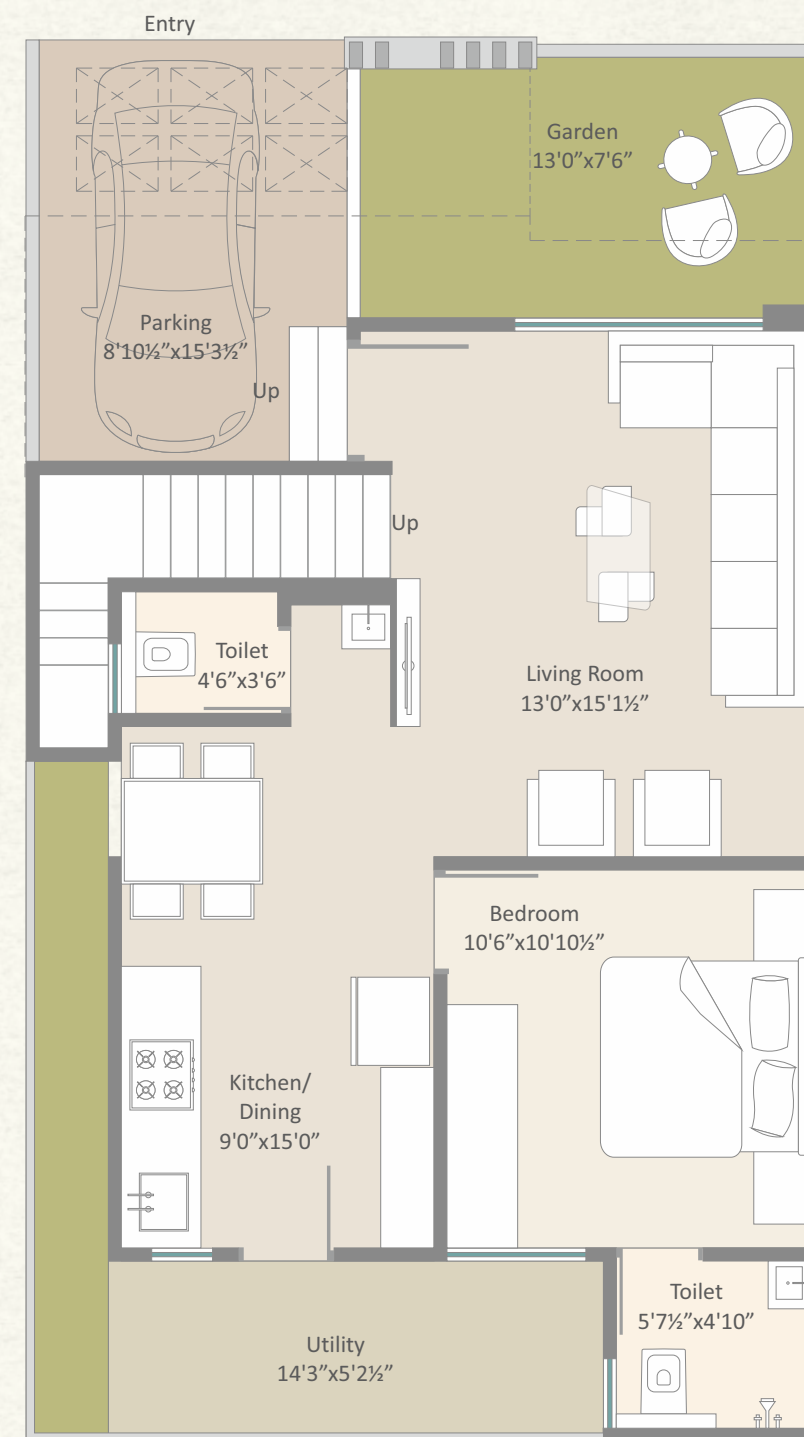 Entry
Garden
13'0”x7'6”
Parking
8'10½”x15'3½”
Up
Up
Toilet
4'6”x3'6”
Living Room
13'0”x15'1½”
Bedroom
10'6”x10'10½”
Kitchen/
Dining
9'0”x15'0”
Toilet
5'7½”x4'10”
Utility
14'3”x5'2½”